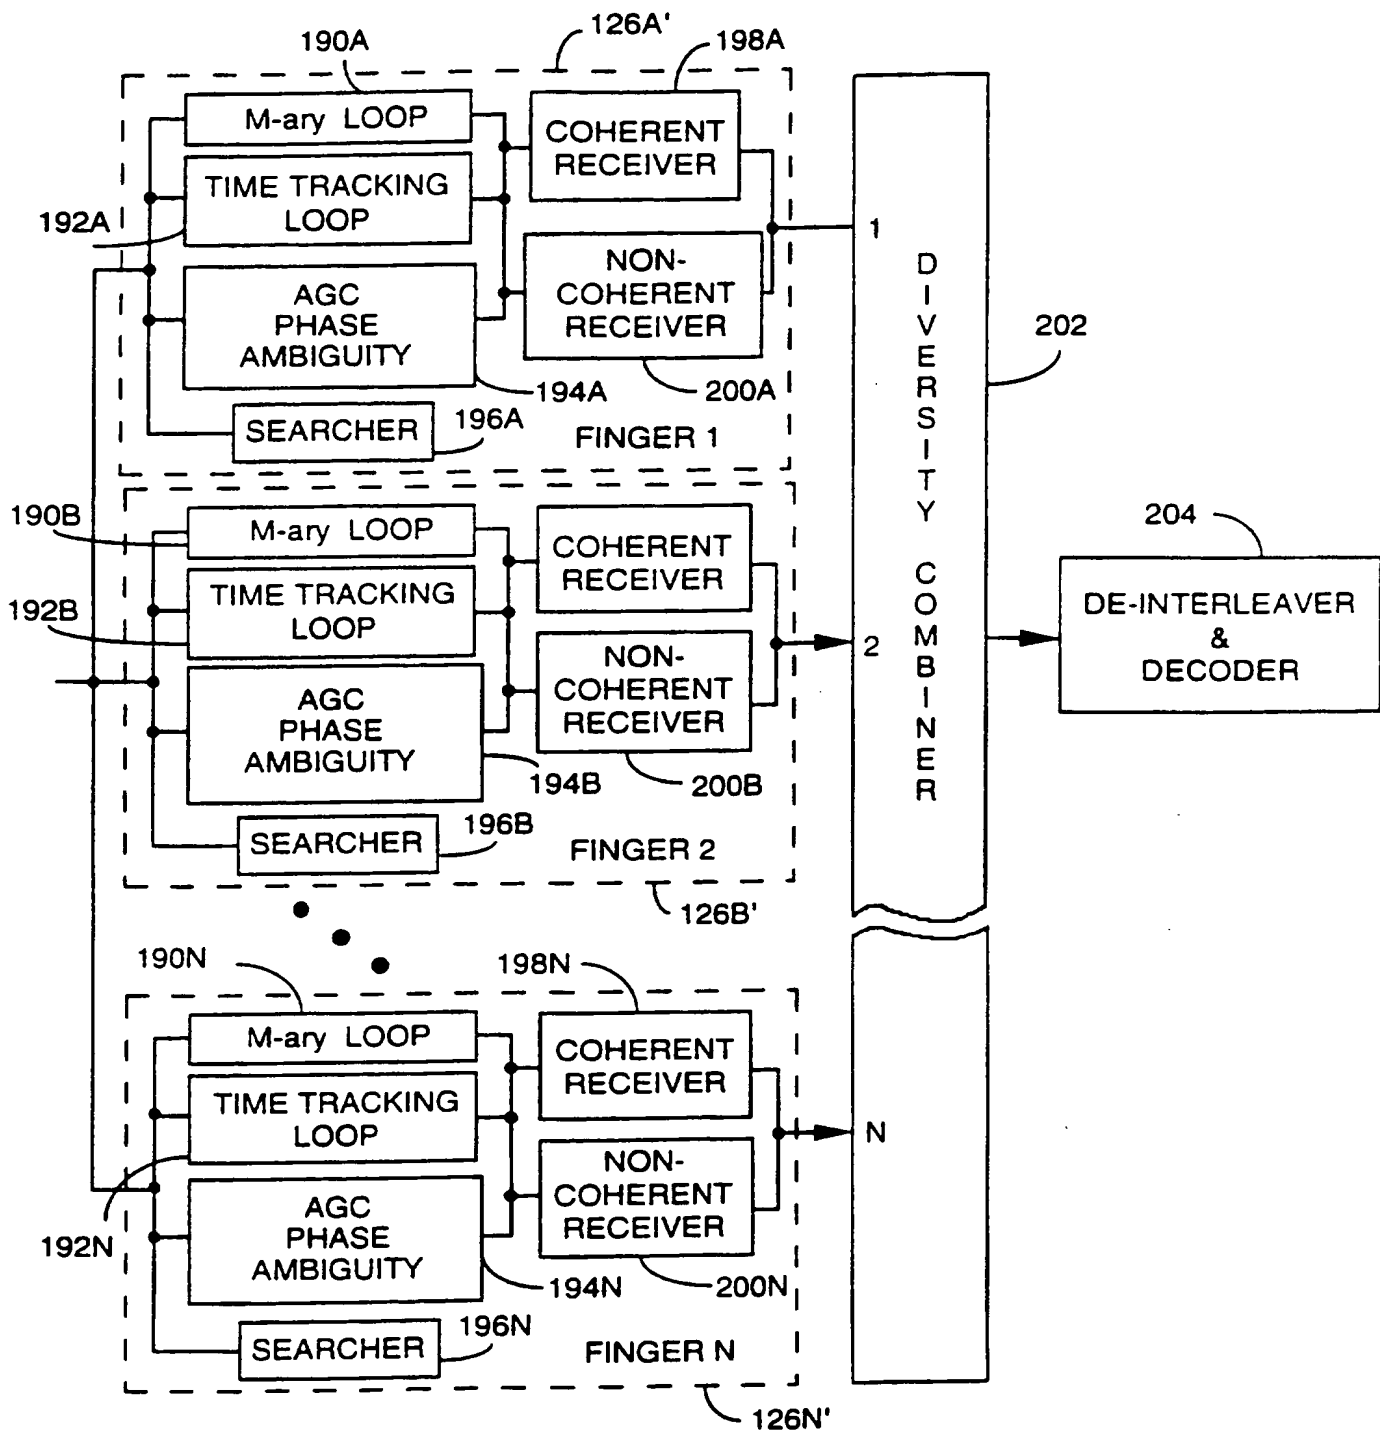 126A'
190A
198A
M-ary LOOP
COHERENT
RECEIVER
TIME TRACKING
LOOP
192A
1
NON-
COHERENT
RECEIVER
AGC
PHASE
AMBIGUITY
194A
200A
SEARCHER
196A
FINGER 1
DIVERSITY COMBINER
202
190B
M-ary LOOP
COHERENT
RECEIVER
TIME TRACKING
LOOP
192B
2
NON-
COHERENT
RECEIVER
AGC
PHASE
AMBIGUITY
194B
200B
SEARCHER
196B
FINGER 2
126B'
204
DE-INTERLEAVER
&
DECODER
190N
198N
M-ary LOOP
COHERENT
RECEIVER
TIME TRACKING
LOOP
192N
N
NON-
COHERENT
RECEIVER
AGC
PHASE
AMBIGUITY
194N
200N
SEARCHER
196N
FINGER N
126N'